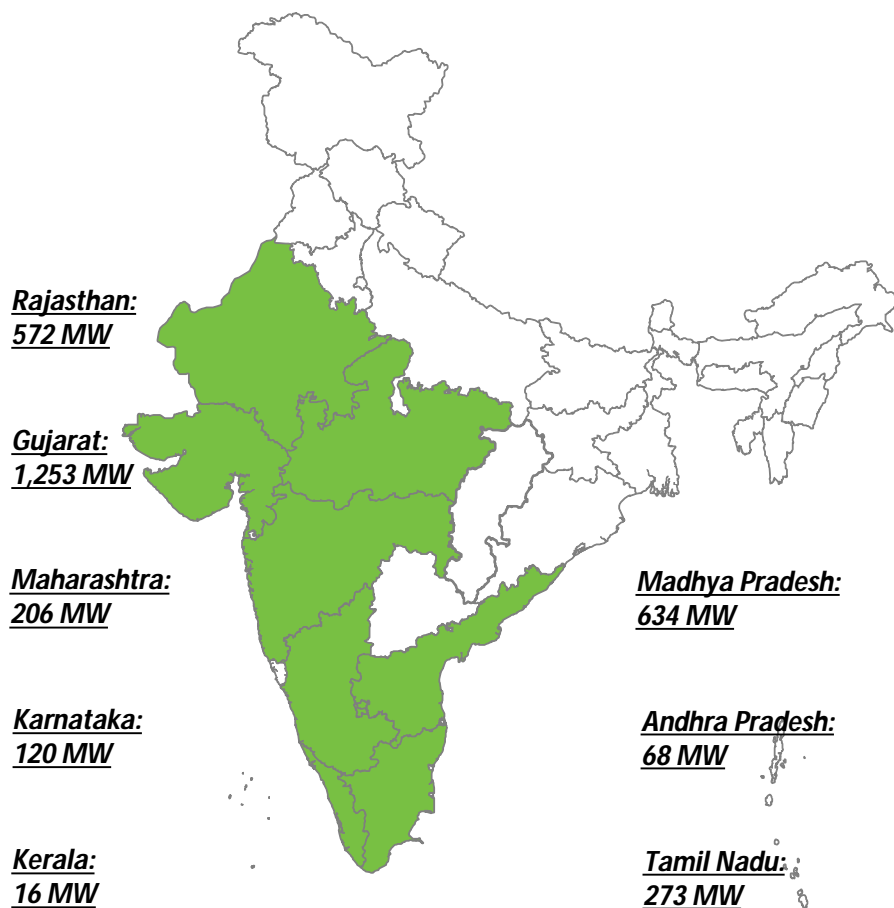 Rajasthan:
572 MW
Gujarat:
1,253 MW
Maharashtra:
206 MW
Karnataka:
120 MW
Kerala:
16 MW
Madhya Pradesh:
634 MW
Andhra Pradesh:
68 MW
Tamil Nadu:
273 MW